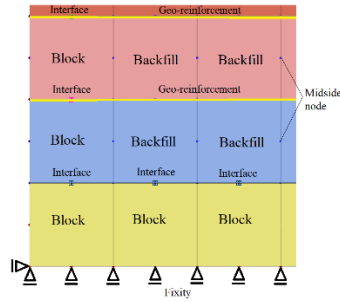 Interface Geo-reinforcement
Block Backfill Backfill
Midside
node
Interface Geo-reinforcement
Block Backfill Backfill
Interface Interface Interface
Block Block Block
Fixity